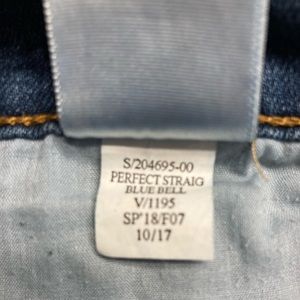 S/204695-00
PERFECT STRAIG
BLUE BELL
V/1195
SP'18/F07
10/17